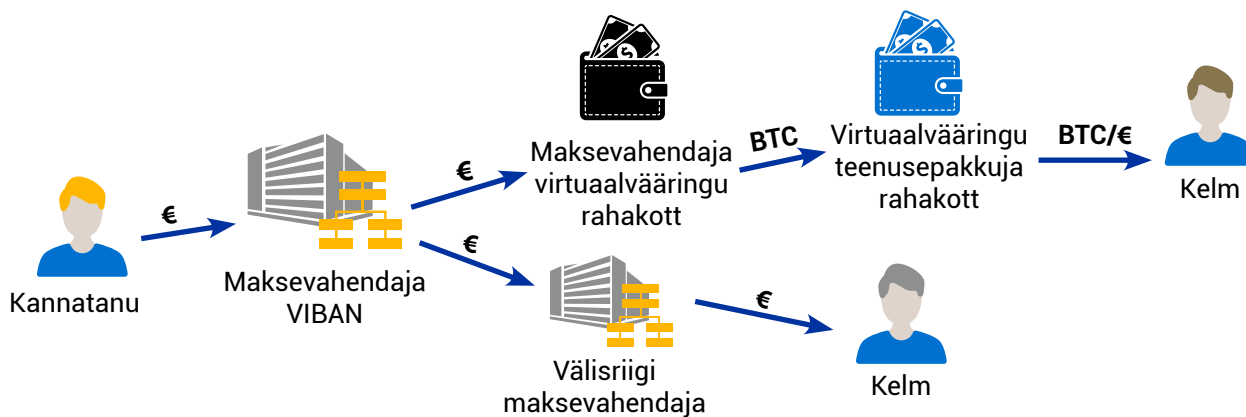 Kannatanu
€
Maksevahendaja
VIBAN
€
Maksevahendaja
virtuaalvääringu
rahakott
BTC
Virtuaalvääringu
teenusepakkuja
rahakott
BTC/€
Kelm
€
Välisriigi
maksevahendaja
€
Kelm